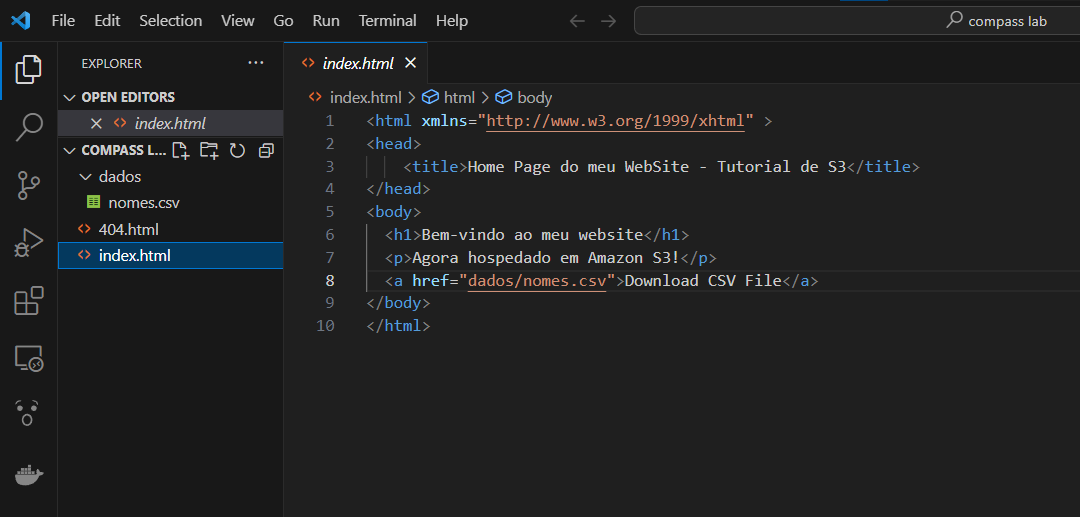 File Edit Selection View Go Run Terminal Help compass lab
EXPLORER ...
index.html
OPEN EDITORS
index.html
COMPASS L...
dados
nomes.csv
404.html
index.html
index.html > html > body
1 <html xmlns="http://www.w3.org/1999/xhtml" >
2 <head>
3 <title>Home Page do meu WebSite - Tutorial de S3</title>
4 </head>
5 <body>
6 <h1>Bem-vindo ao meu website</h1>
7 <p>Agora hospedado em Amazon S3!</p>
8 <a href="dados/nomes.csv">Download CSV File</a>
9 </body>
10 </html>